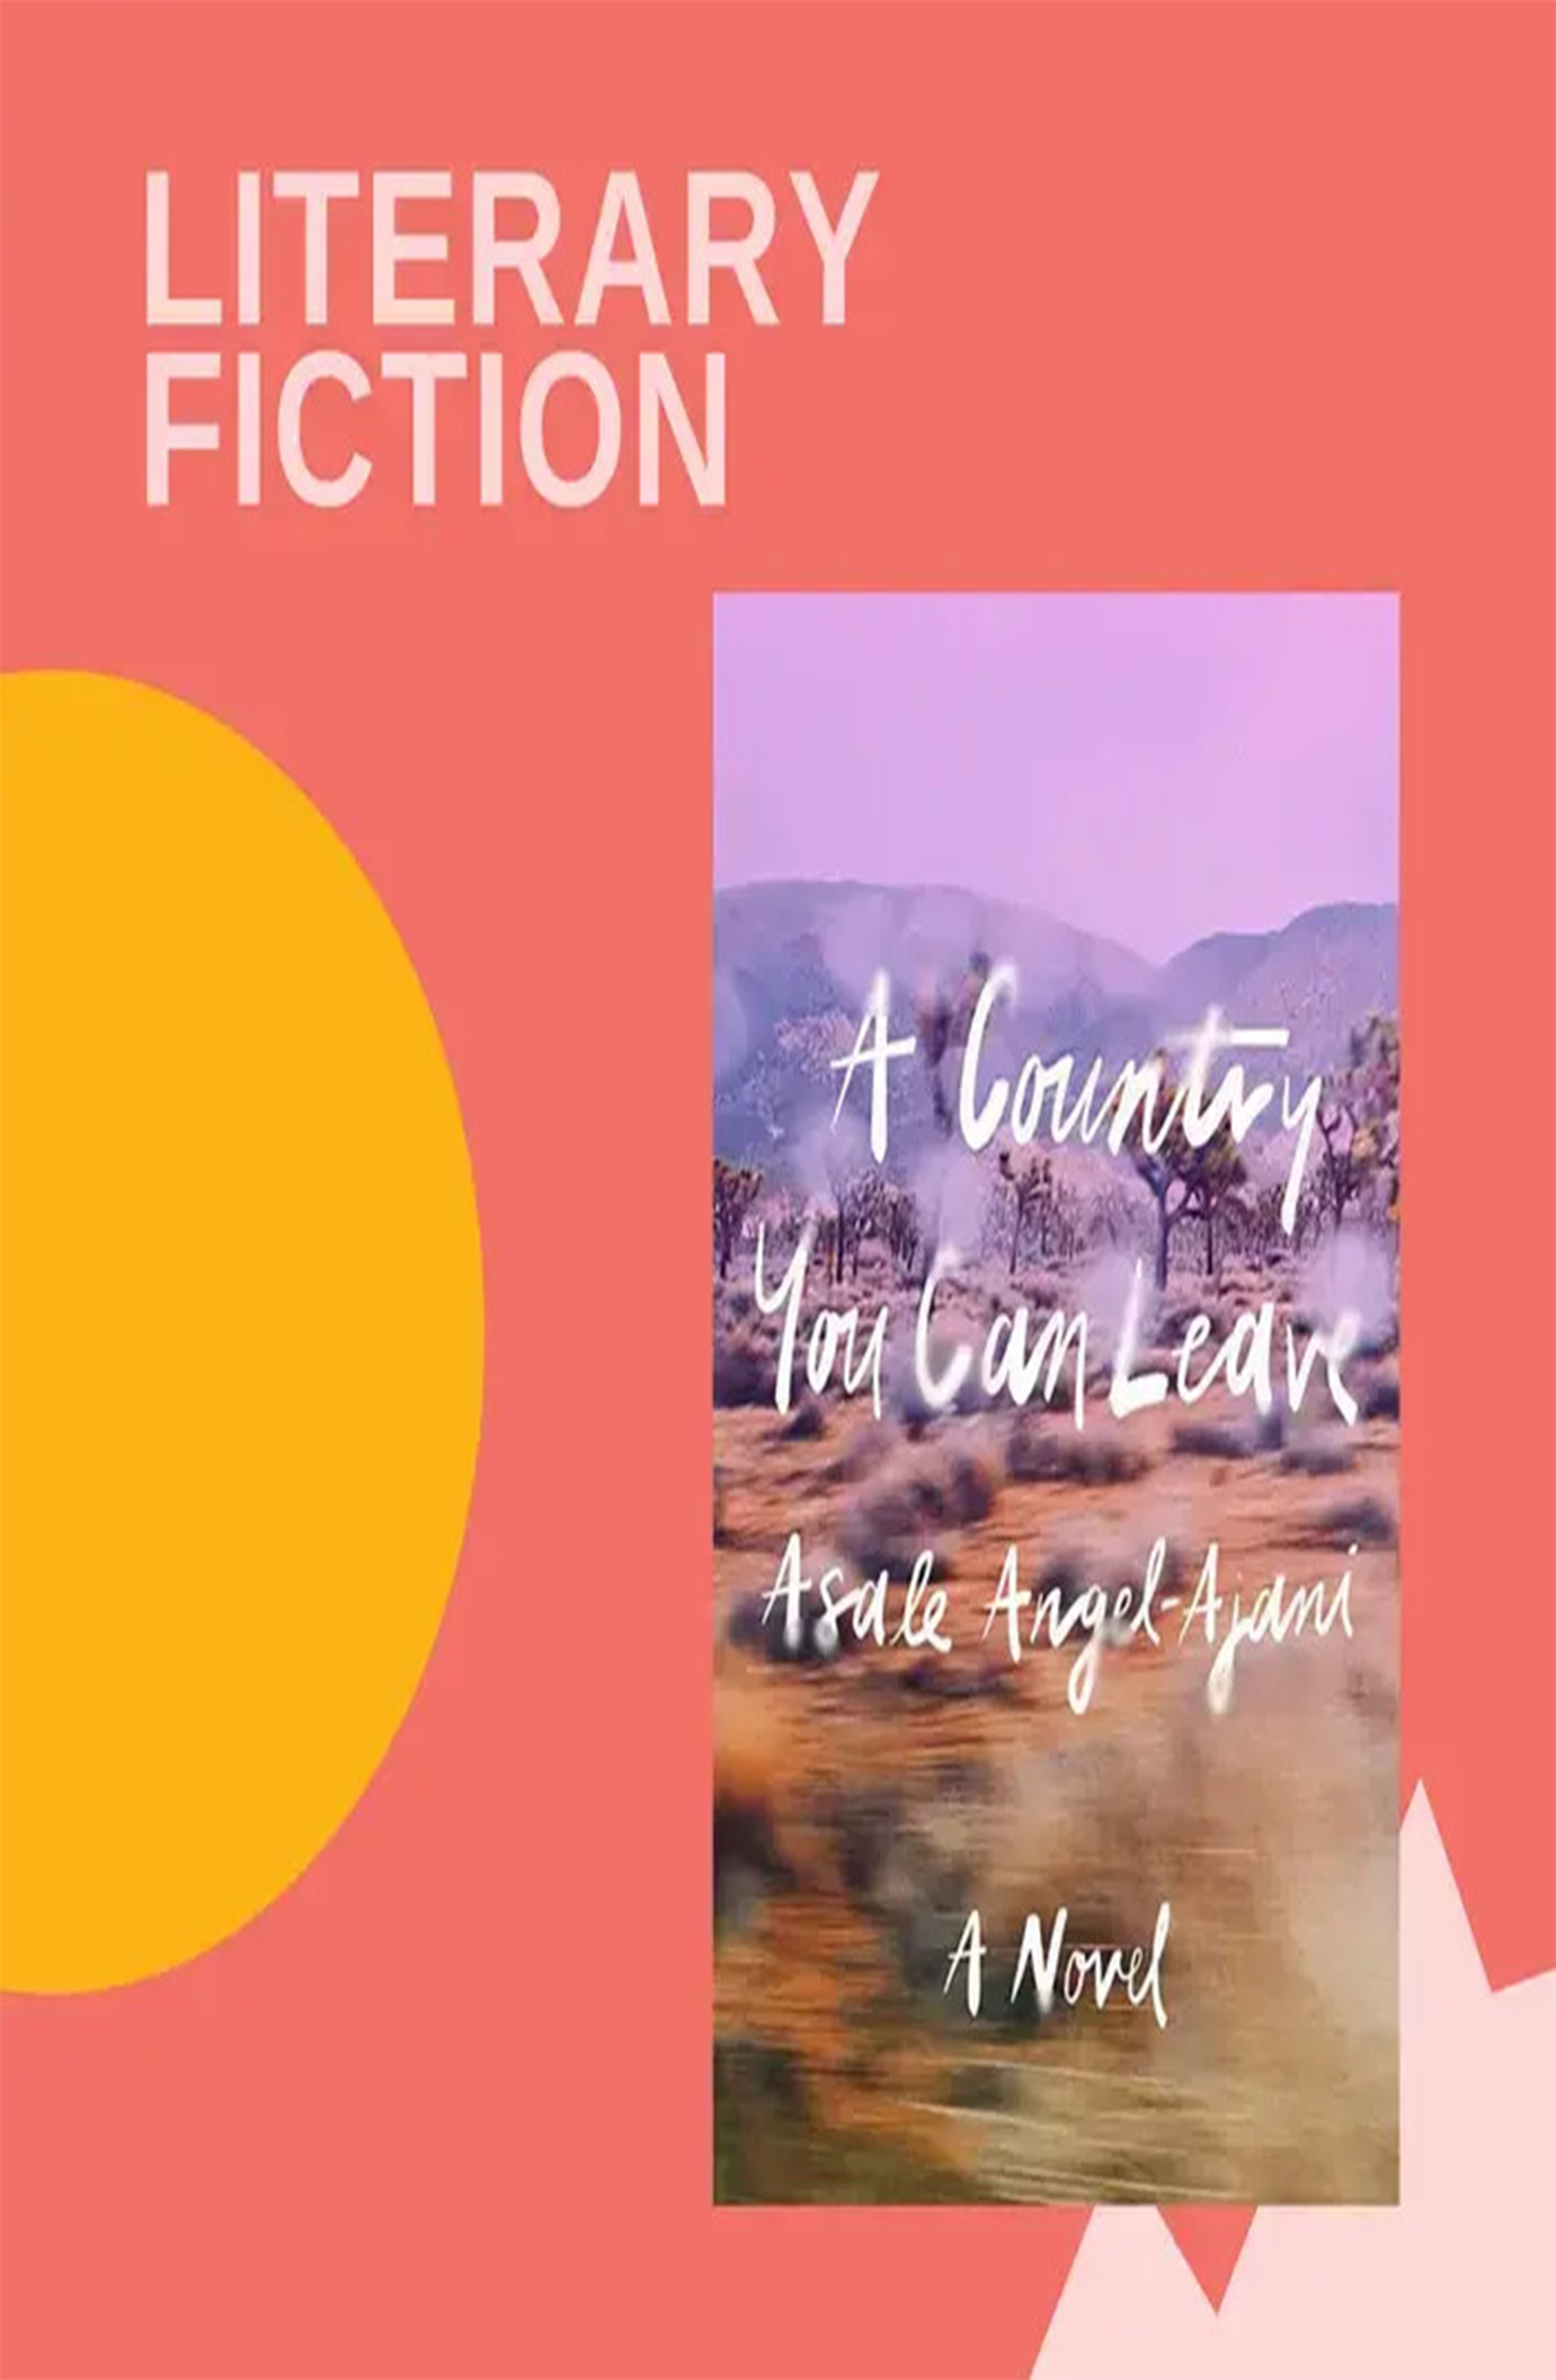 LITERARY
FICTION
A Country
You Can Leave
Asale Angel-Ajani
A Novel